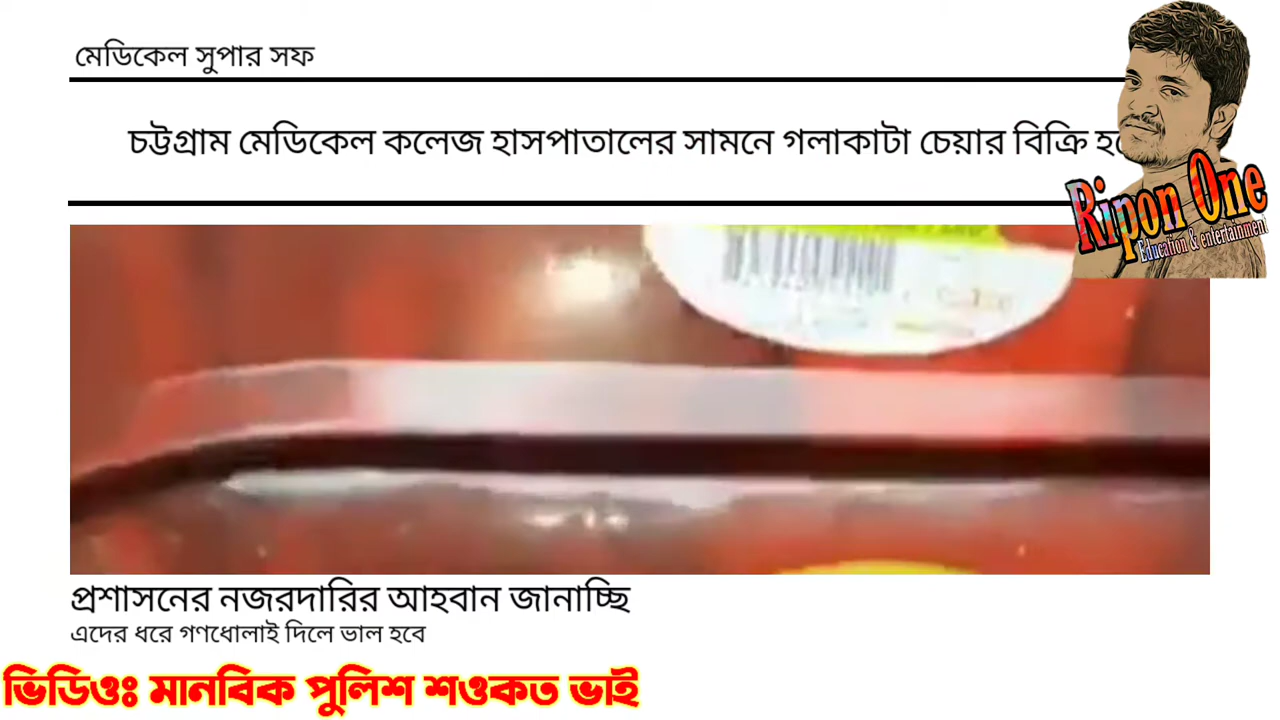 মেডিকেল সুপার সফ
চট্টগ্রাম মেডিকেল কলেজ হাসপাতালের সামনে গলাকাটা চেয়ার বিক্রি
Ripon One
Education & entertainment
প্রশাসনের নজরদারির আহবান জানাচ্ছি
এদের ধরে গণধোলাই দিলে ভাল হবে
ভিডিওঃ মানবিক পুলিশ শওকত ভাই